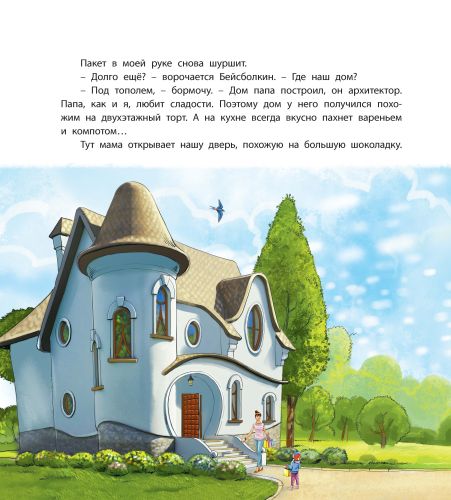 Пакет в моей руке снова шуршит.
– Долго ещё? – ворочается Бейсболкин. – Где наш дом?
– Под тополем, – бормочу. – Дом папа построил, он архитектор.
Папа, как и я, любит сладости. Поэтому дом у него получился похо-
жим на двухэтажный торт. А на кухне всегда вкусно пахнет вареньем
и компотом…
Тут мама открывает нашу дверь, похожую на большую шоколадку.